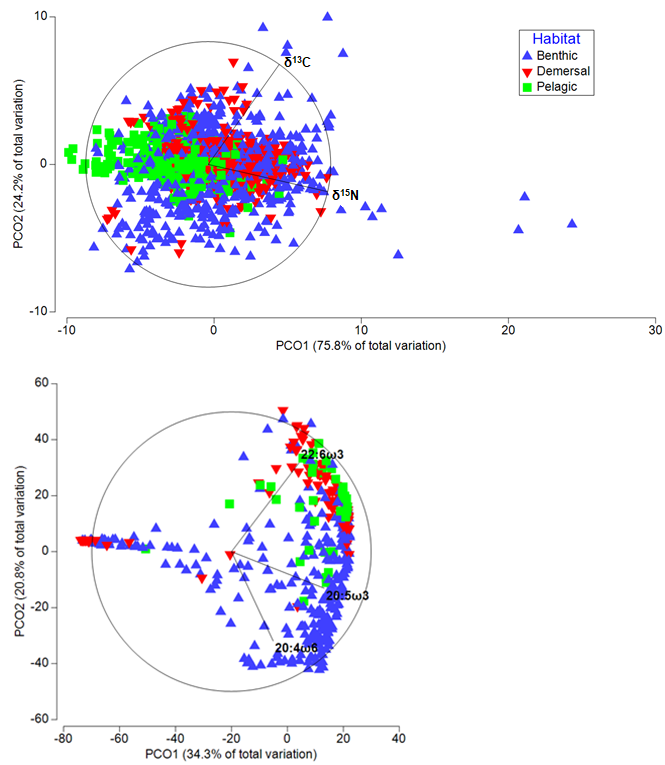 10
0
-10
PCO2 (24.2% of total variation)
δ¹³C
δ¹⁵N
Habitat
Benthic
Demersal
Pelagic
-10 0 10 20 30
PCO1 (75.8% of total variation)
60
40
20
0
-20
-40
-60
PCO2 (20.8% of total variation)
22:6ω3
20:5ω3
20:4ω6
-80 -60 -40 -20 0 20 40
PCO1 (34.3% of total variation)